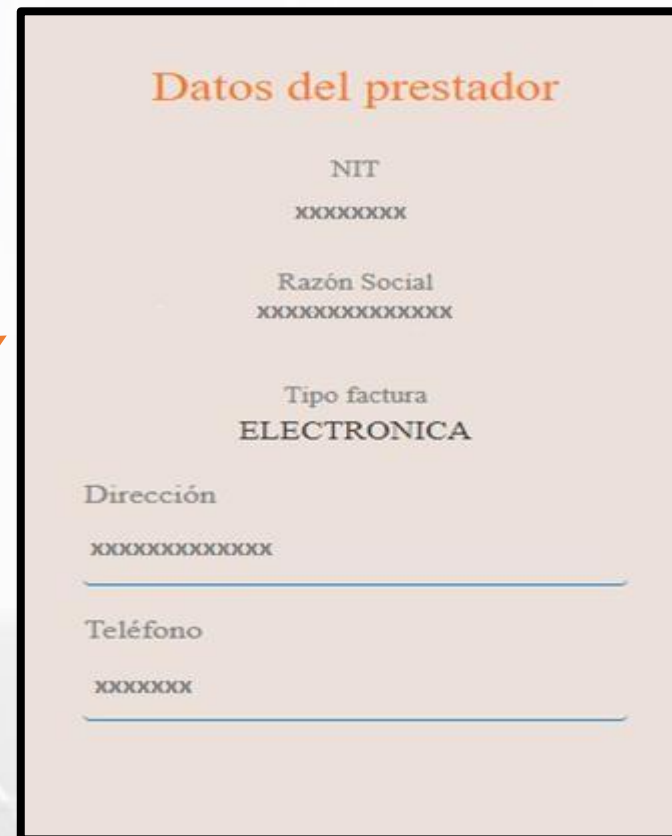 Datos del prestador
NIT
xxxxxxxx
Razón Social
xxxxxxxxxxxxxx
Tipo factura
ELECTRONICA
Dirección
xxxxxxxxxxxxx
Teléfono
xxxxxxx